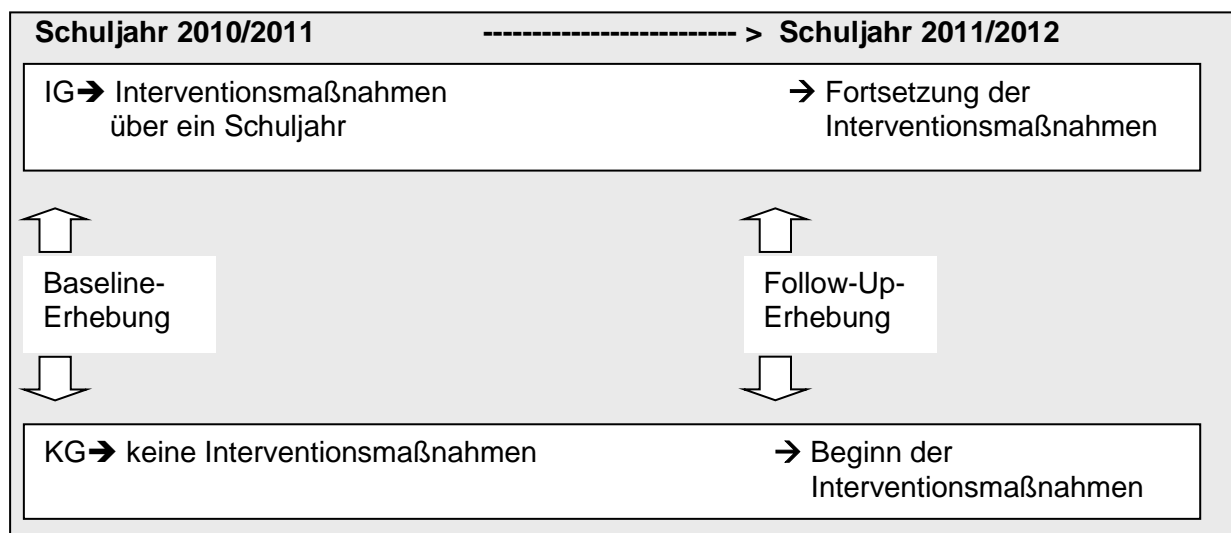 Schuljahr 2010/2011 -------------------------- > Schuljahr 2011/2012
IG➔ Interventionsmaßnahmen → Fortsetzung der
über ein Schuljahr Interventionsmaßnahmen
Baseline- Follow-Up-
Erhebung Erhebung
KG➔ keine Interventionsmaßnahmen → Beginn der
Interventionsmaßnahmen